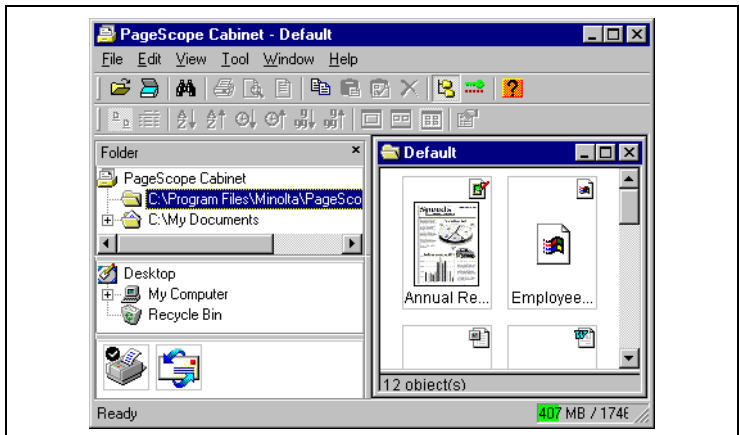 PageScope Cabinet - Default
File Edit View Tool Window Help
Folder
PageScope Cabinet
C:\Program Files\Minolta\PageSco
C:\My Documents
Desktop
My Computer
Recycle Bin
Default
Annual Re... Employee...
12 object(s)
Ready 407 MB / 174